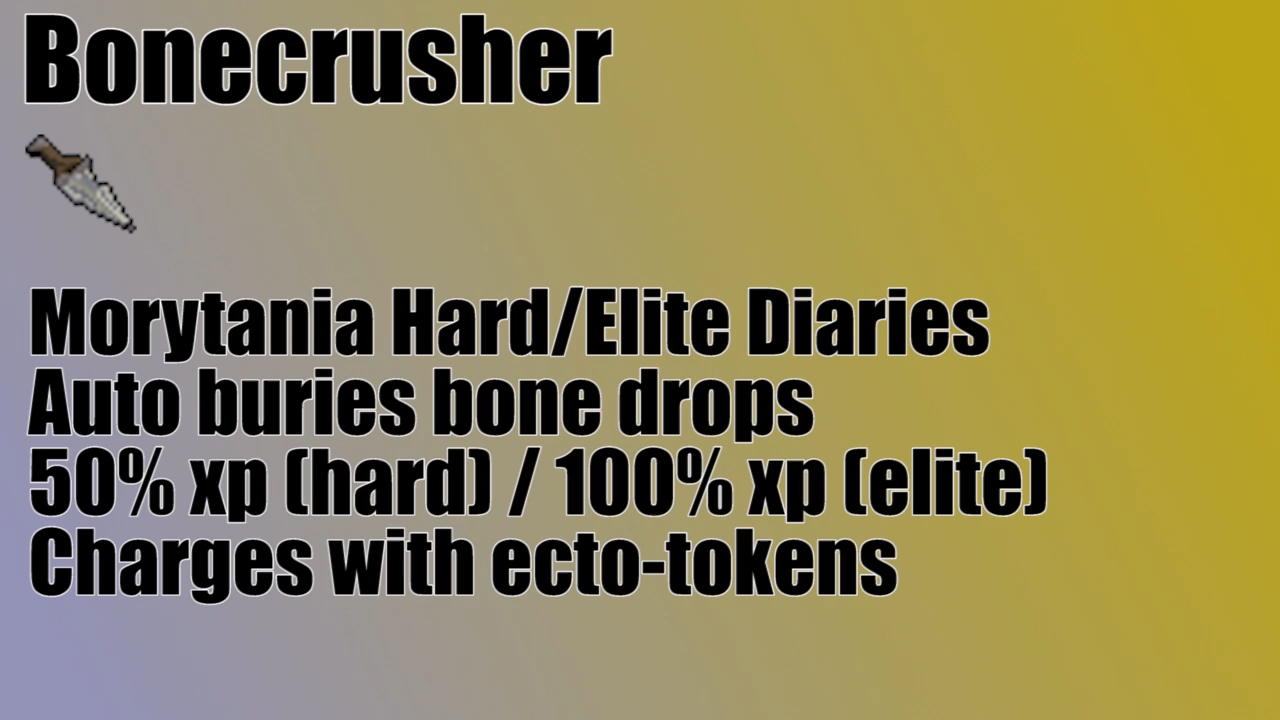 Bonecrusher
Morytania Hard/Elite Diaries
Auto buries bone drops
50% xp (hard) / 100% xp (elite)
Charges with ecto-tokens